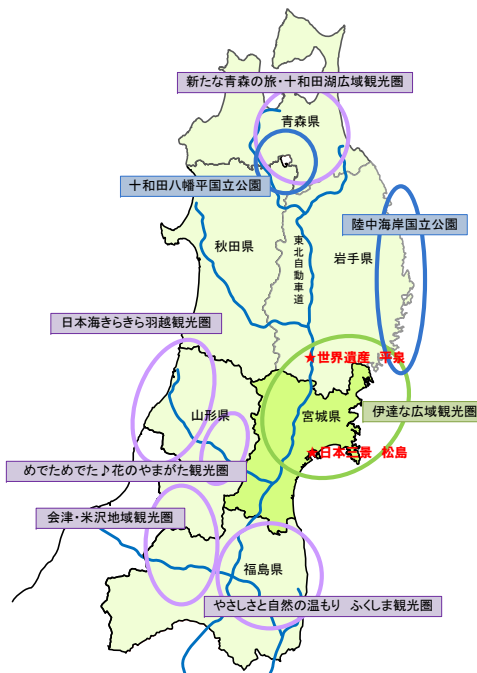 新たな青森の旅・十和田湖広域観光圏
青森県
十和田八幡平国立公園
陸中海岸国立公園
秋田県
東北自動車道
岩手県
日本海きらきら羽越観光圏
★世界遺産 平泉
山形県
宮城県
伊達な広域観光圏
★日本三景 松島
めでためでた♪花のやまがた観光圏
会津・米沢地域観光圏
福島県
やさしさと自然の温もり ふくしま観光圏